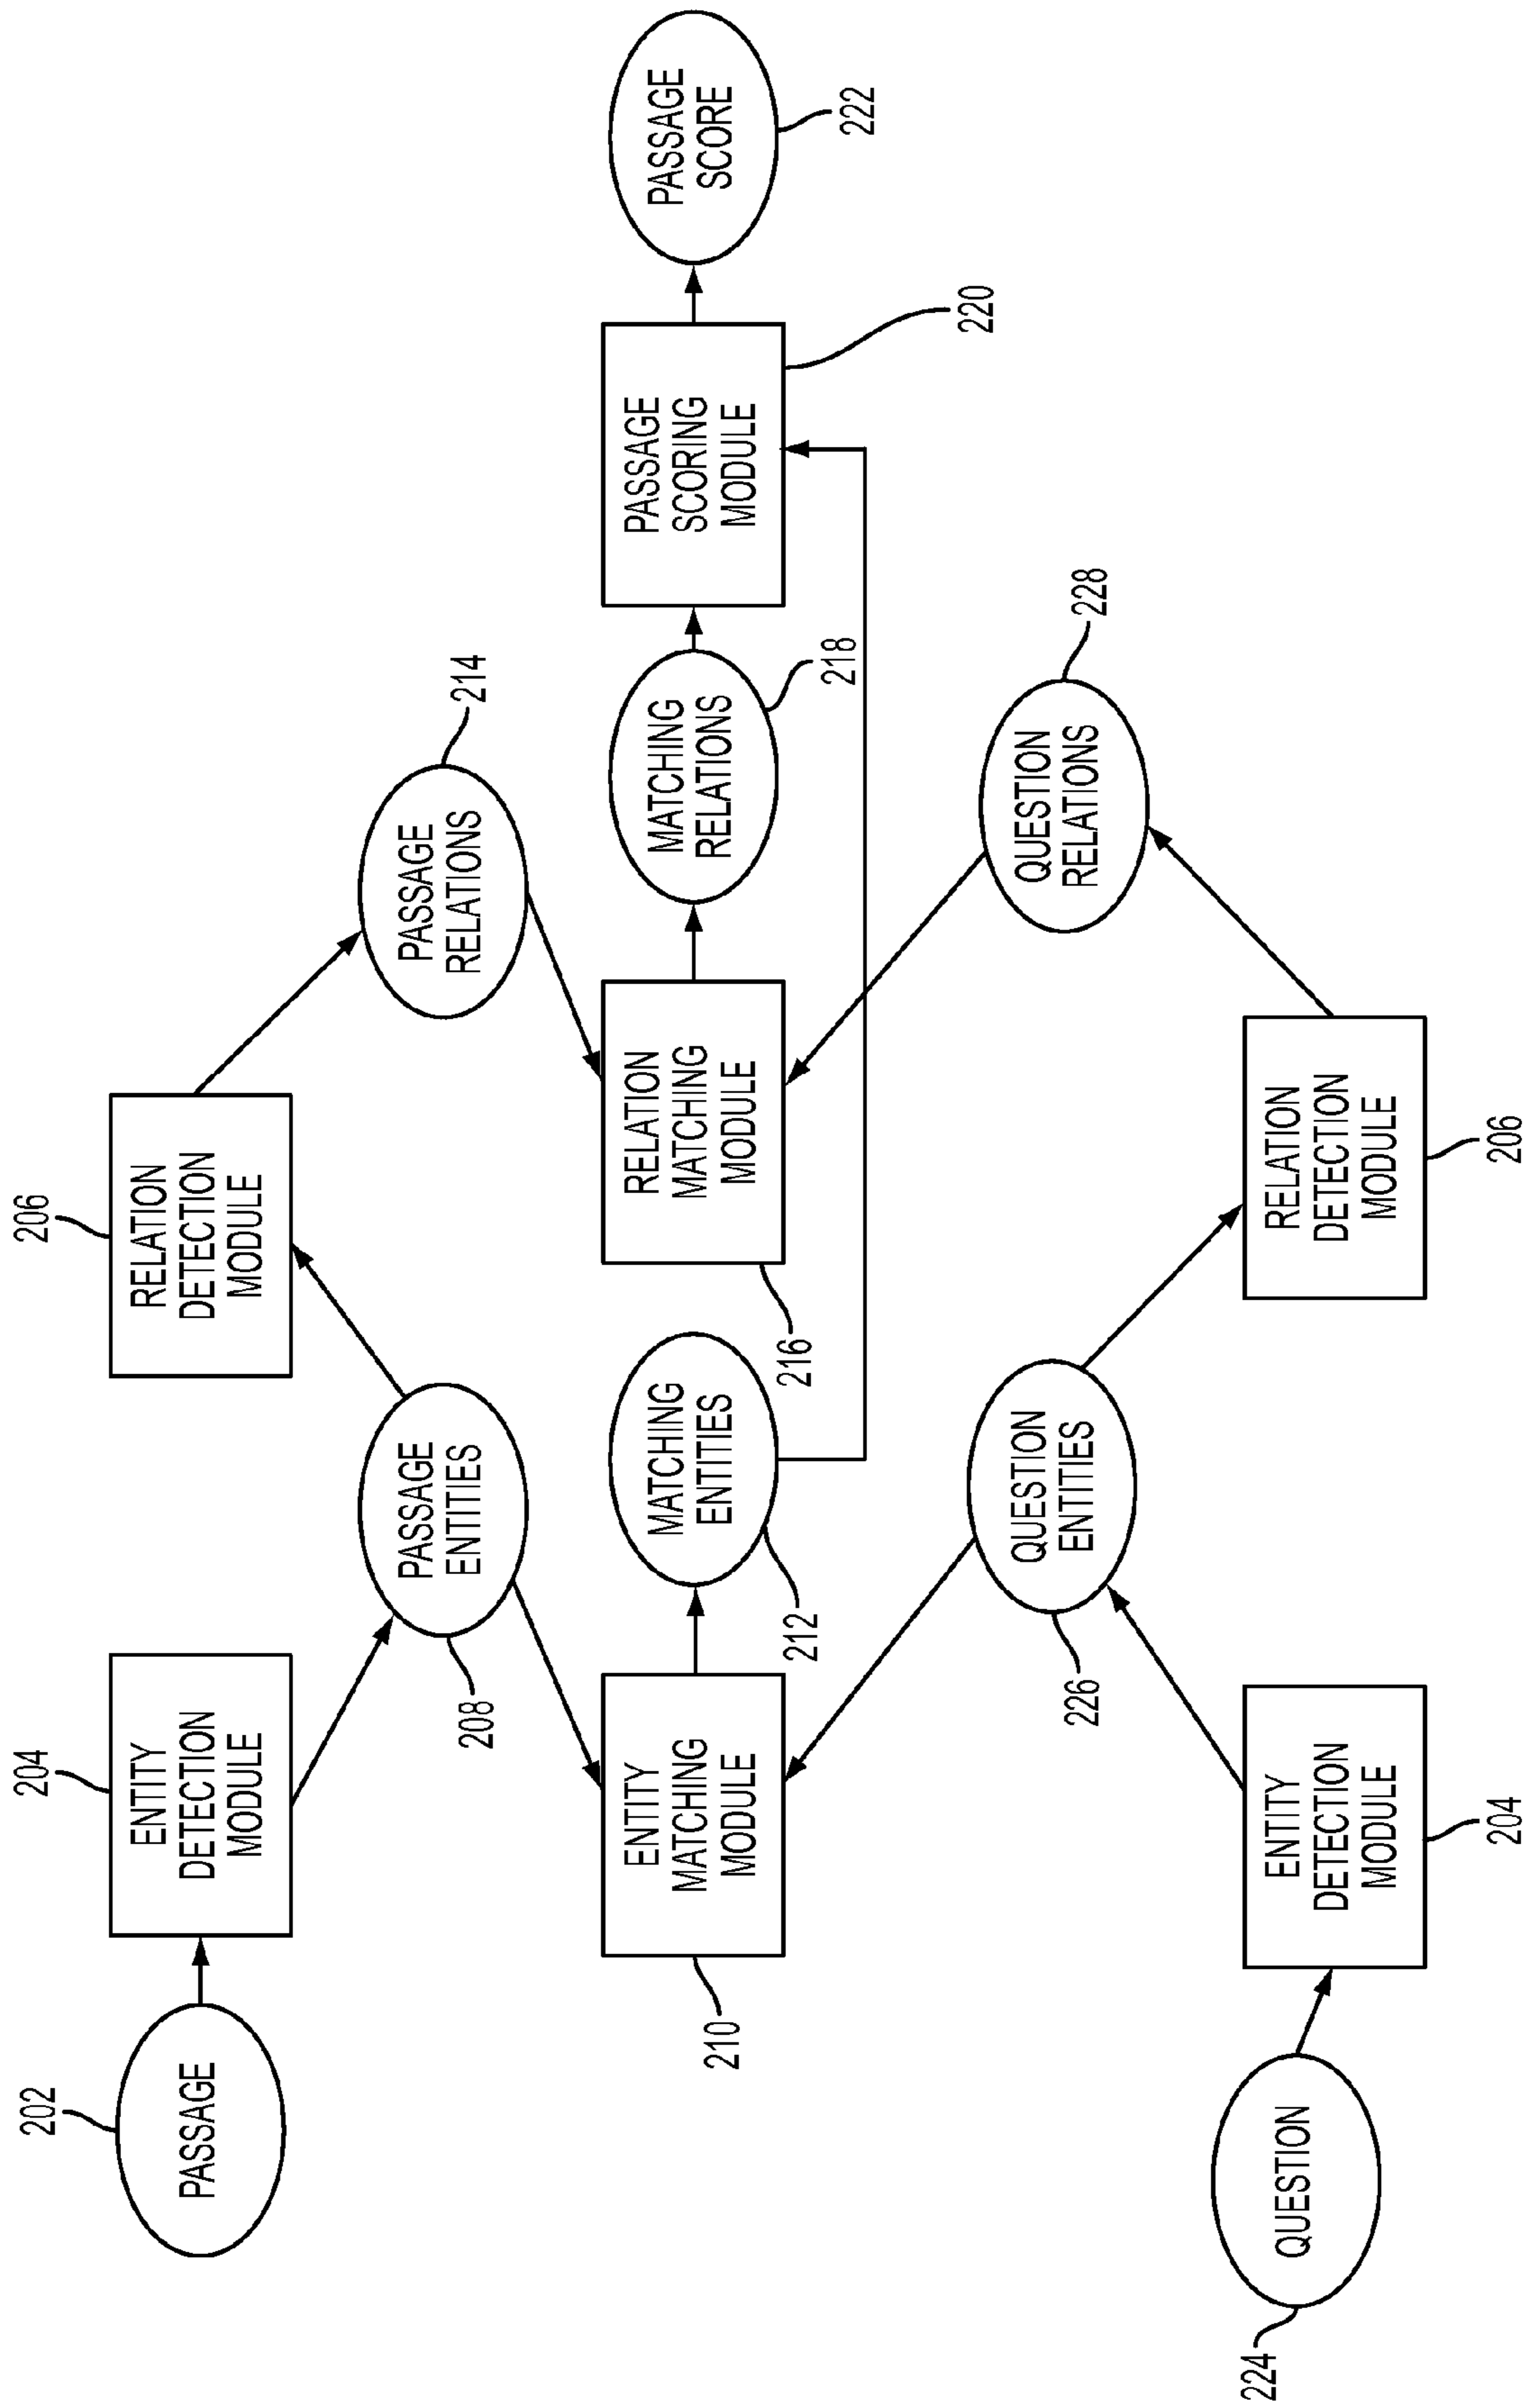 202
PASSAGE
204
ENTITY
DETECTION
MODULE
206
RELATION
DETECTION
MODULE
208
PASSAGE
ENTITIES
214
PASSAGE
RELATIONS
210
ENTITY
MATCHING
MODULE
212
MATCHING
ENTITIES
216
RELATION
MATCHING
MODULE
218
MATCHING
RELATIONS
220
PASSAGE
SCORING
MODULE
222
PASSAGE
SCORE
226
QUESTION
ENTITIES
228
QUESTION
RELATIONS
224
QUESTION
204
ENTITY
DETECTION
MODULE
206
RELATION
DETECTION
MODULE